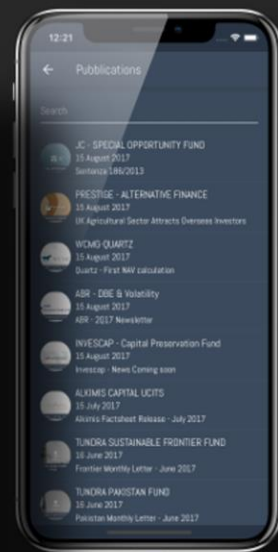 12:21
Pubblications
Search
JC - SPECIAL OPPORTUNITY FUND
15 August 2017
Sentenza 186/2013
PRESTIGE - ALTERNATIVE FINANCE
15 August 2017
UK Agricultural Sector Attracts Overseas Investors
WCMG-QUARTZ
15 August 2017
Quartz - First NAV calculation
ABR - DBE & Volatility
15 August 2017
ABR - 2Q17 Newsletter
INVESCAP - Capital Preservation Fund
15 August 2017
Invescap - News Coming soon
ALKIMIS CAPITAL UCITS
15 July 2017
Alkimis Factsheet Release - July 2017
TUNDRA SUSTAINABLE FRONTIER FUND
16 June 2017
Frontier Monthly Letter - June 2017
TUNDRA PAKISTAN FUND
16 June 2017
Pakistan Monthly Letter - June 2017